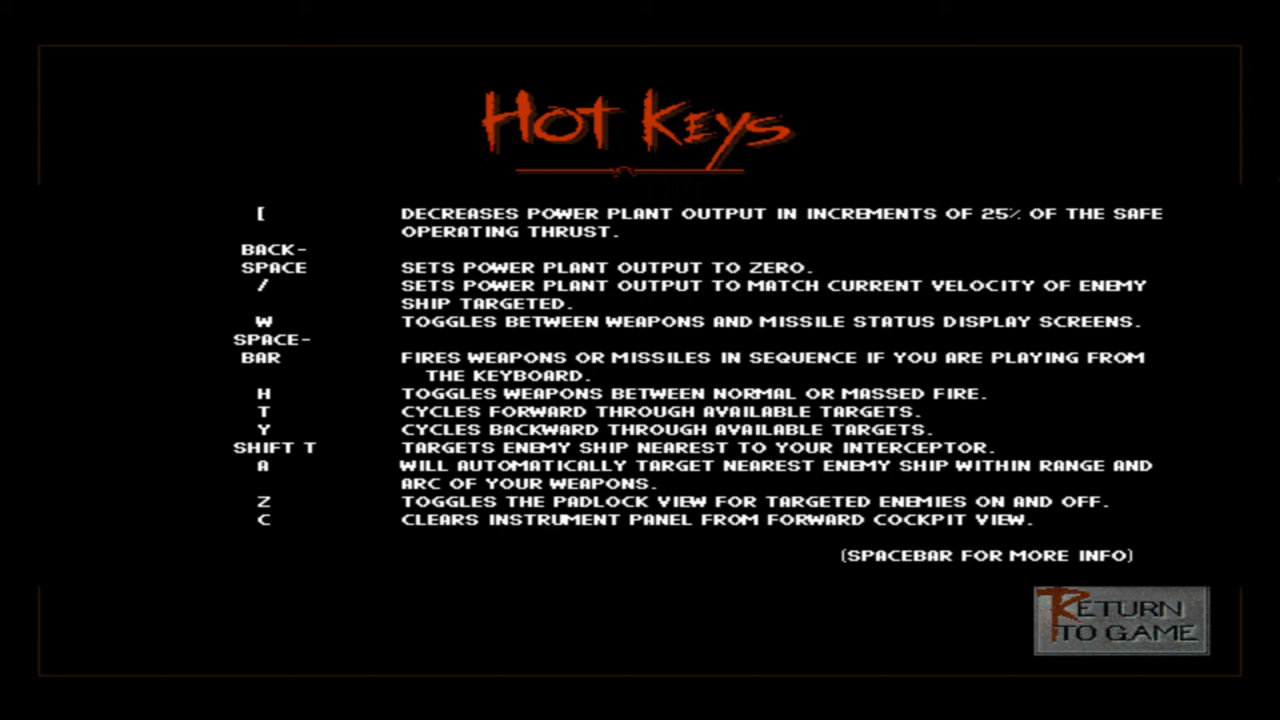 HOT KEYS
[ DECREASES POWER PLANT OUTPUT IN INCREMENTS OF 25% OF THE SAFE
OPERATING THRUST.
BACK-
SPACE SETS POWER PLANT OUTPUT TO ZERO.
/ SETS POWER PLANT OUTPUT TO MATCH CURRENT VELOCITY OF ENEMY
SHIP TARGETED.
W TOGGLES BETWEEN WEAPONS AND MISSILE STATUS DISPLAY SCREENS.
SPACE-
BAR FIRES WEAPONS OR MISSILES IN SEQUENCE IF YOU ARE PLAYING FROM
THE KEYBOARD.
H TOGGLES WEAPONS BETWEEN NORMAL OR MASSED FIRE.
T CYCLES FORWARD THROUGH AVAILABLE TARGETS.
Y CYCLES BACKWARD THROUGH AVAILABLE TARGETS.
SHIFT T TARGETS ENEMY SHIP NEAREST TO YOUR INTERCEPTOR.
A WILL AUTOMATICALLY TARGET NEAREST ENEMY SHIP WITHIN RANGE AND
ARC OF YOUR WEAPONS.
Z TOGGLES THE PADLOCK VIEW FOR TARGETED ENEMIES ON AND OFF.
C CLEARS INSTRUMENT PANEL FROM FORWARD COCKPIT VIEW.
(SPACEBAR FOR MORE INFO)
RETURN
TO GAME